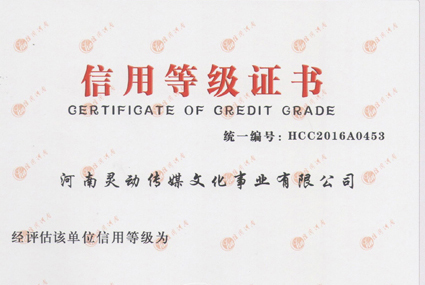 信用等级证书
CERTIFICATE OF CREDIT GRADE
统一编号: HCC2016A0453
河南灵动传媒文化事业有限公司
经评估该单位信用等级为